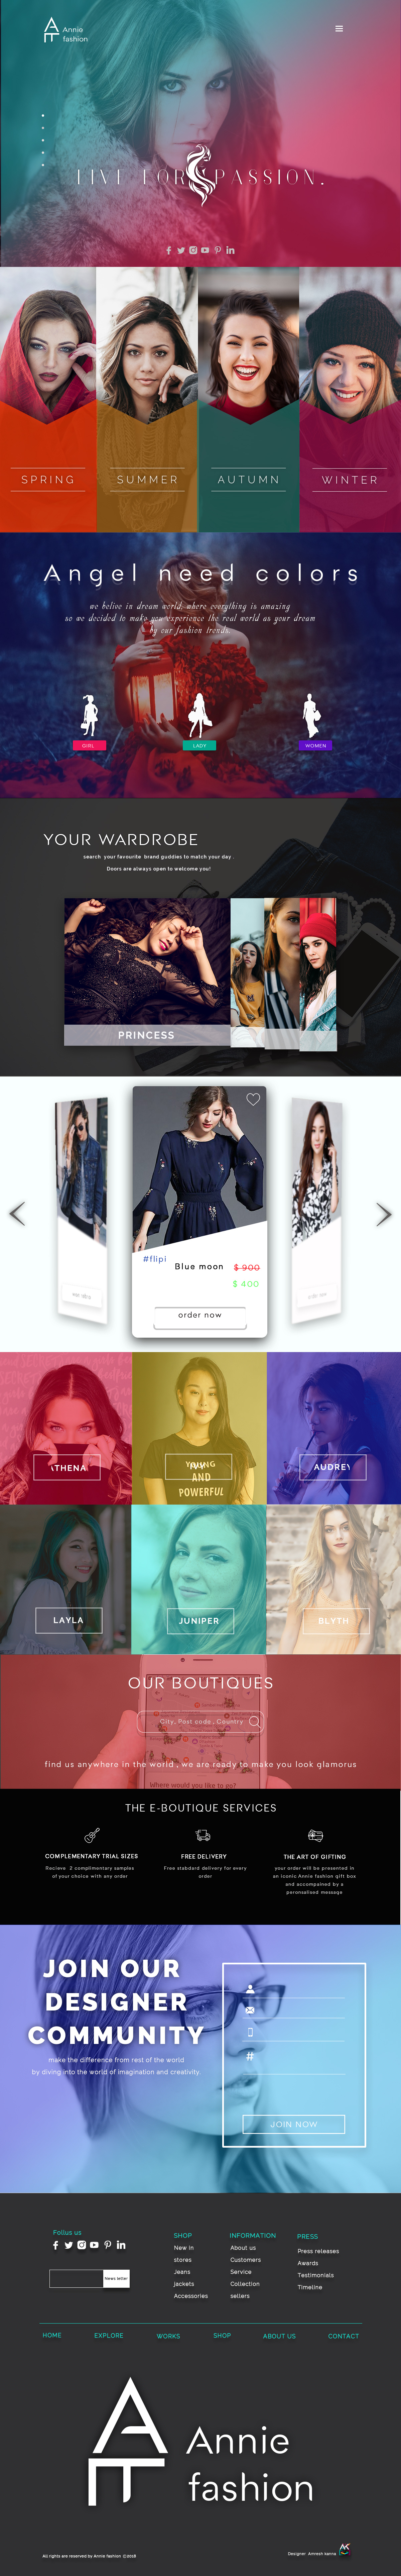 Annie
fashion
LIVE FOR PASSION.
SPRING
SUMMER
AUTUMN
WINTER
Angel need colors
we belive in dream world, where everything is amazing
so we decided to make you experience the real world as your dream
by our fashion trends.
GIRL
LADY
WOMEN
YOUR WARDROBE
search your favourite brand guddies to match your day .
Doors are always open to welcome you!
PRINCESS
#flipi
Blue moon
$ 900
$ 400
order now
ATHENA
YOUNG
AND
POWERFUL
AUDREY
LAYLA
JUNIPER
BLYTH
OUR BOUTIQUES
City, Post code , Country
find us anywhere in the world , we are ready to make you look glamorus
Where would you like to go?
THE E-BOUTIQUE SERVICES
COMPLEMENTARY TRIAL SIZES
Recieve 2 complimentary samples
of your choice with any order
FREE DELIVERY
Free stabdard delivery for every
order
THE ART OF GIFTING
your order will be presented in
an iconic Annie fashion gift box
and accompained by a
peronsalised message
JOIN OUR
DESIGNER
COMMUNITY
make the difference from rest of the world
by diving into the world of imagination and creativity.
#
JOIN NOW
Follus us
News letter
SHOP
New in
stores
Jeans
jackets
Accessories
INFORMATION
About us
Customers
Service
Collection
sellers
PRESS
Press releases
Awards
Testimonials
Timeline
HOME
EXPLORE
WORKS
SHOP
ABOUT US
CONTACT
Annie
fashion
All rights are reserved by Annie fashion ©2018
Designer: Amresh kanna